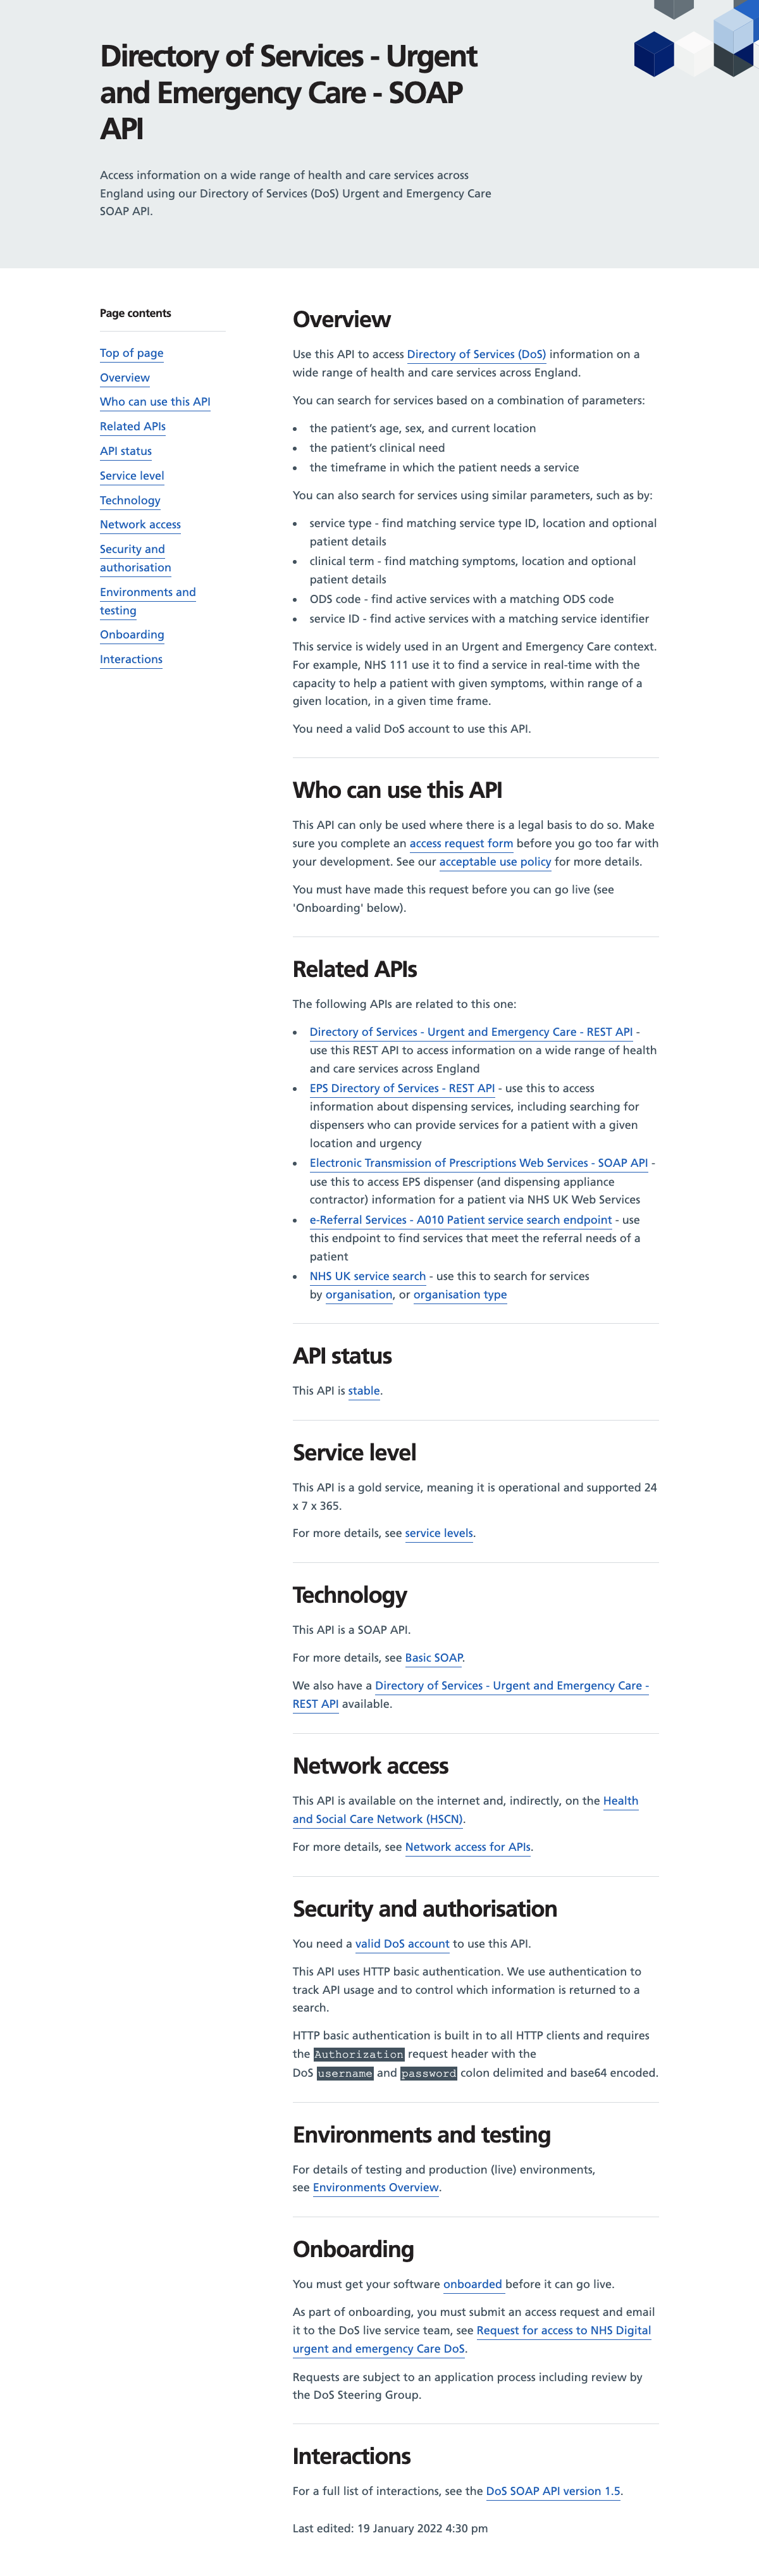 Directory of Services - Urgent
and Emergency Care - SOAP
API
Access information on a wide range of health and care services across
England using our Directory of Services (DoS) Urgent and Emergency Care
SOAP API.
Page contents
Top of page
Overview
Who can use this API
Related APIs
API status
Service level
Technology
Network access
Security and
authorisation
Environments and
testing
Onboarding
Interactions
Overview
Use this API to access Directory of Services (DoS) information on a
wide range of health and care services across England.
You can search for services based on a combination of parameters:
• the patient's age, sex, and current location
• the patient's clinical need
• the timeframe in which the patient needs a service
You can also search for services using similar parameters, such as by:
• service type - find matching service type ID, location and optional
patient details
• clinical term - find matching symptoms, location and optional
patient details
• ODS code - find active services with a matching ODS code
• service ID - find active services with a matching service identifier
This service is widely used in an Urgent and Emergency Care context.
For example, NHS 111 use it to find a service in real-time with the
capacity to help a patient with given symptoms, within range of a
given location, in a given time frame.
You need a valid DoS account to use this API.
Who can use this API
This API can only be used where there is a legal basis to do so. Make
sure you complete an access request form before you go too far with
your development. See our acceptable use policy for more details.
You must have made this request before you can go live (see
'Onboarding' below).
Related APIs
The following APIs are related to this one:
• Directory of Services - Urgent and Emergency Care - REST API -
use this REST API to access information on a wide range of health
and care services across England
• EPS Directory of Services - REST API - use this to access
information about dispensing services, including searching for
dispensers who can provide services for a patient with a given
location and urgency
• Electronic Transmission of Prescriptions Web Services - SOAP API -
use this to access EPS dispenser (and dispensing appliance
contractor) information for a patient via NHS UK Web Services
• e-Referral Services - A010 Patient service search endpoint - use
this endpoint to find services that meet the referral needs of a
patient
• NHS UK service search - use this to search for services
by organisation, or organisation type
API status
This API is stable.
Service level
This API is a gold service, meaning it is operational and supported 24
x 7 x 365.
For more details, see service levels.
Technology
This API is a SOAP API.
For more details, see Basic SOAP.
We also have a Directory of Services - Urgent and Emergency Care -
REST API available.
Network access
This API is available on the internet and, indirectly, on the Health
and Social Care Network (HSCN).
For more details, see Network access for APIs.
Security and authorisation
You need a valid DoS account to use this API.
This API uses HTTP basic authentication. We use authentication to
track API usage and to control which information is returned to a
search.
HTTP basic authentication is built in to all HTTP clients and requires
the Authorization request header with the
DoS username and password colon delimited and base64 encoded.
Environments and testing
For details of testing and production (live) environments,
see Environments Overview.
Onboarding
You must get your software onboarded before it can go live.
As part of onboarding, you must submit an access request and email
it to the DoS live service team, see Request for access to NHS Digital
urgent and emergency Care DoS.
Requests are subject to an application process including review by
the DoS Steering Group.
Interactions
For a full list of interactions, see the DoS SOAP API version 1.5.
Last edited: 19 January 2022 4:30 pm